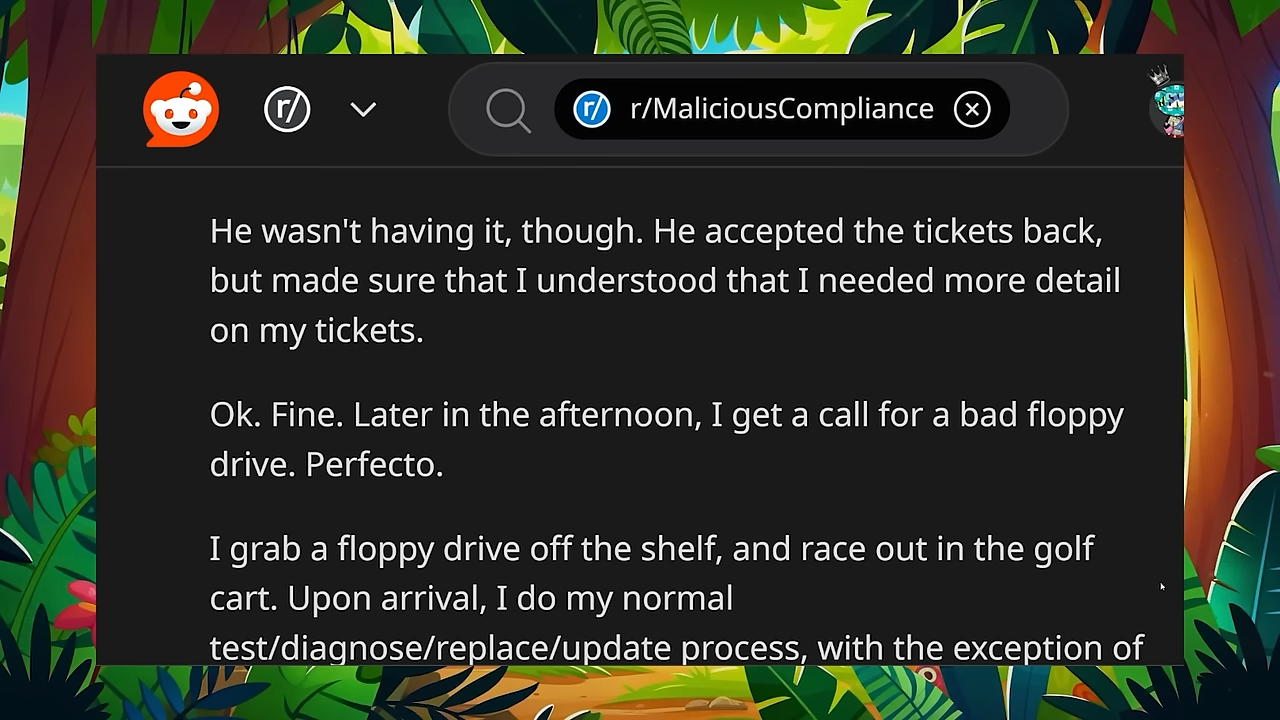 r/
r/
r/MaliciousCompliance
He wasn't having it, though. He accepted the tickets back,
but made sure that I understood that I needed more detail
on my tickets.
Ok. Fine. Later in the afternoon, I get a call for a bad floppy
drive. Perfecto.
I grab a floppy drive off the shelf, and race out in the golf
cart. Upon arrival, I do my normal
test/diagnose/replace/update process, with the exception of